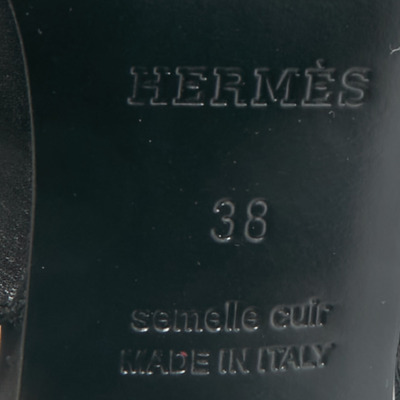 HERMÈS
38
semelle cuir
MADE IN ITALY